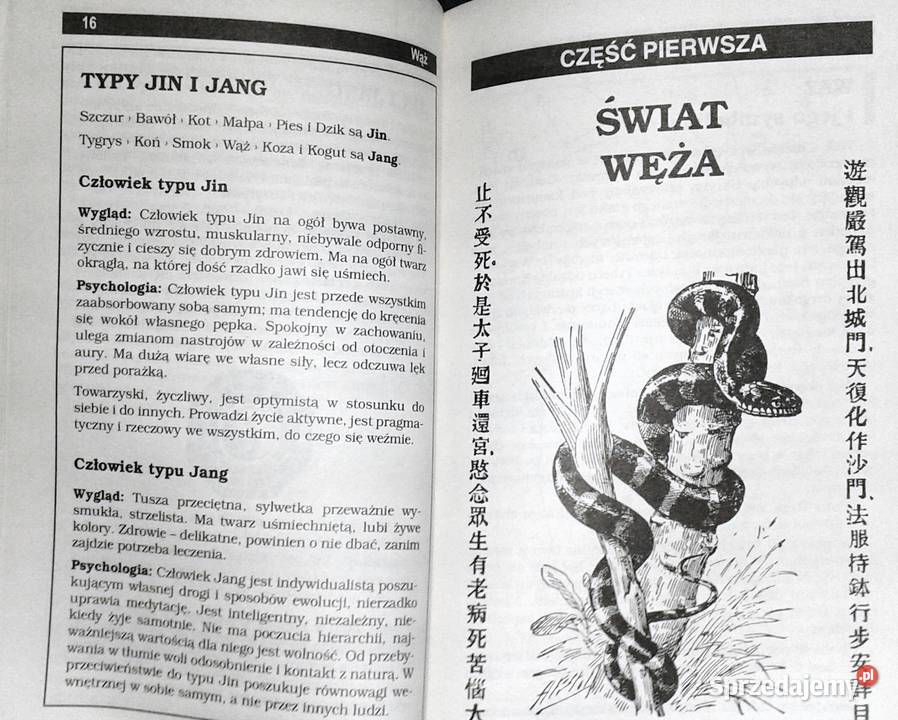 16
Wąż
TYPY JIN I JANG
Szczur › Bawół › Kot › Małpa › Pies i Dzik są Jin.
Tygrys › Koń › Smok › Wąż › Koza i Kogut są Jang.
Człowiek typu Jin
Wygląd: Człowiek typu Jin na ogół bywa postawny,
średniego wzrostu, muskularny, niebywale odporny fi-
zycznie i cieszy się dobrym zdrowiem. Ma na ogół twarz
okrągłą, na której dość rzadko jawi się uśmiech.
Psychologia: Człowiek typu Jin jest przede wszystkim
zaabsorbowany sobą samym; ma tendencję do kręcenia
się wokół własnego pępka. Spokojny w zachowaniu,
ulega zmianom nastrojów w zależności od otoczenia i
aury. Ma dużą wiarę we własne siły, lecz odczuwa lęk
przed porażką.
Towarzyski, życzliwy, jest optymistą w stosunku do
siebie i do innych. Prowadzi życie aktywne, jest pragma-
tyczny i rzeczowy we wszystkim, do czego się weźmie.
Człowiek typu Jang
Wygląd: Tusza przeciętna, sylwetka przeważnie wy-
smukła, strzelista. Ma twarz uśmiechniętą, lubi żywe
kolory. Zdrowie – delikatne, powinien o nie dbać, zanim
zajdzie potrzeba leczenia.
Psychologia: Człowiek Jang jest indywidualistą poszu-
kującym własnej drogi i sposobów ewolucji, nierzadko
uprawia medytację. Jest inteligentny, niezależny, nie-
kiedy żyje samotnie. Nie ma poczucia hierarchii, naj-
ważniejszą wartością dla niego jest wolność. Od przeby-
wania w tłumie woli odosobnienie i kontakt z naturą. W
przeciwieństwie do typu Jin poszukuje równowagi we-
wnętrznej w sobie samym, a nie przez innych ludzi.
CZĘŚĆ PIERWSZA
ŚWIAT
WĘŻA
遊觀嚴駕出北城門、天復化作沙門、法服持鉢行步安詳目
止不受死。於是太子迴車還宮、愍念眾生有老病死苦惱大
Sprzedajemy.pl